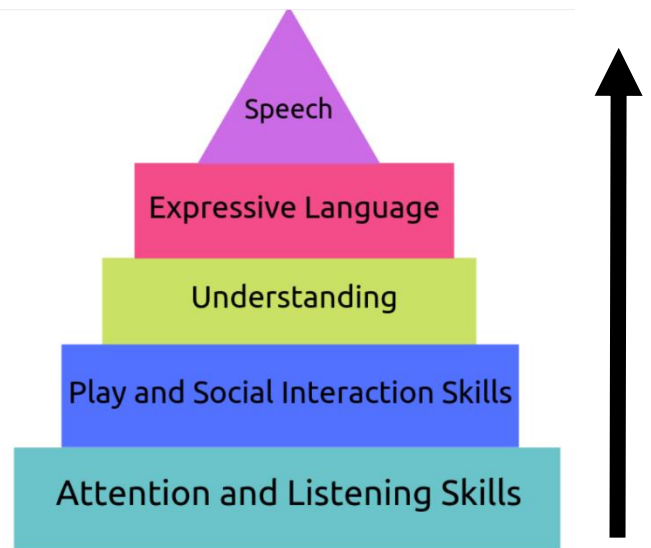 Speech
Expressive Language
Understanding
Play and Social Interaction Skills
Attention and Listening Skills